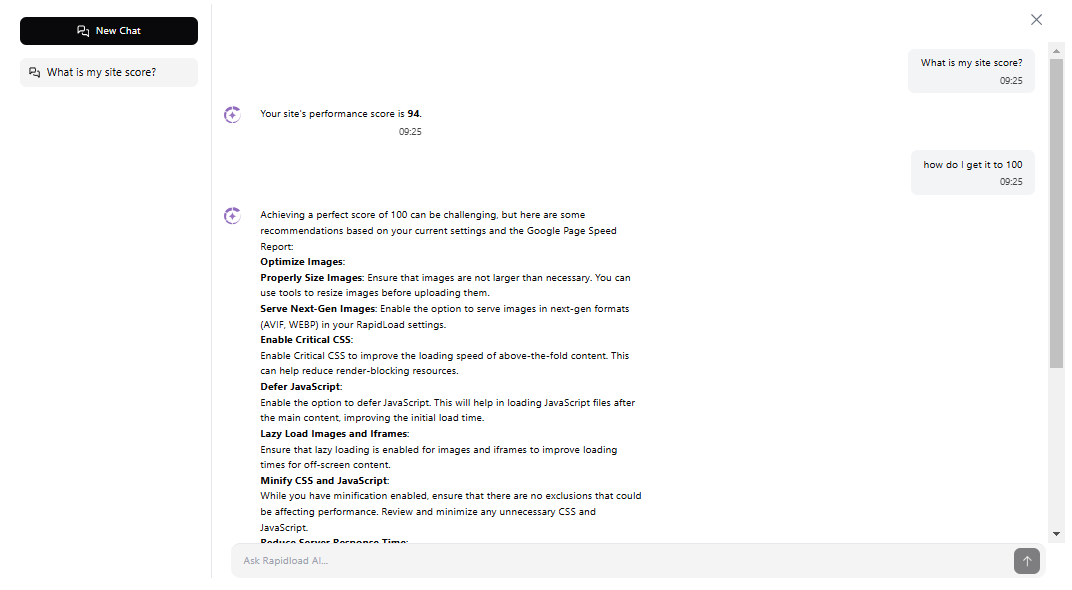 New Chat
What is my site score?
What is my site score?
09:25
Your site's performance score is 94.
09:25
how do I get it to 100
09:25
Achieving a perfect score of 100 can be challenging, but here are some
recommendations based on your current settings and the Google Page Speed
Report:
Optimize Images:
Properly Size Images: Ensure that images are not larger than necessary. You can
use tools to resize images before uploading them.
Serve Next-Gen Images: Enable the option to serve images in next-gen formats
(AVIF, WEBP) in your RapidLoad settings.
Enable Critical CSS:
Enable Critical CSS to improve the loading speed of above-the-fold content. This
can help reduce render-blocking resources.
Defer JavaScript:
Enable the option to defer JavaScript. This will help in loading JavaScript files after
the main content, improving the initial load time.
Lazy Load Images and Iframes:
Ensure that lazy loading is enabled for images and iframes to improve loading
times for off-screen content.
Minify CSS and JavaScript:
While you have minification enabled, ensure that there are no exclusions that could
be affecting performance. Review and minimize any unnecessary CSS and
JavaScript.
Reduce Server Response Time:
Ask Rapidload AI...